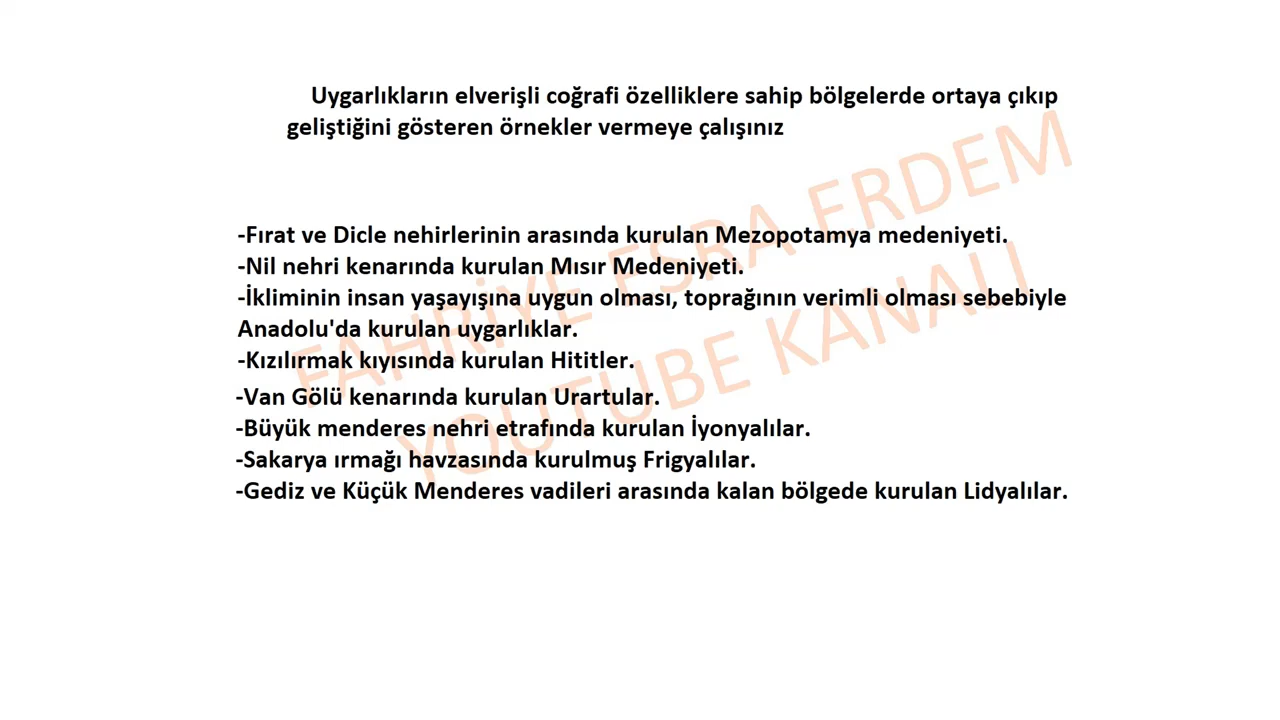 Uygarlıkların elverişli coğrafi özelliklere sahip bölgelerde ortaya çıkıp
geliştiğini gösteren örnekler vermeye çalışınız
-Fırat ve Dicle nehirlerinin arasında kurulan Mezopotamya medeniyeti.
-Nil nehri kenarında kurulan Mısır Medeniyeti.
-İkliminin insan yaşayışına uygun olması, toprağının verimli olması sebebiyle
Anadolu'da kurulan uygarlıklar.
-Kızılırmak kıyısında kurulan Hititler.
-Van Gölü kenarında kurulan Urartular.
-Büyük menderes nehri etrafında kurulan İyonyalılar.
-Sakarya ırmağı havzasında kurulmuş Frigyalılar.
-Gediz ve Küçük Menderes vadileri arasında kalan bölgede kurulan Lidyalılar.
FAHRİYE ESRA ERDEM
YOUTUBE KANALI